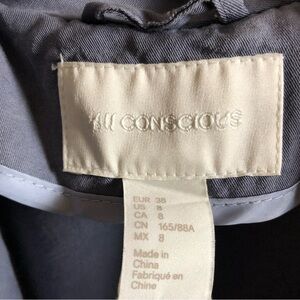 CONSCIOUS
EUR 38
US 8
CA 8
CN 165/88A
MX 8
Made in
China
Fabriqué en
Chine